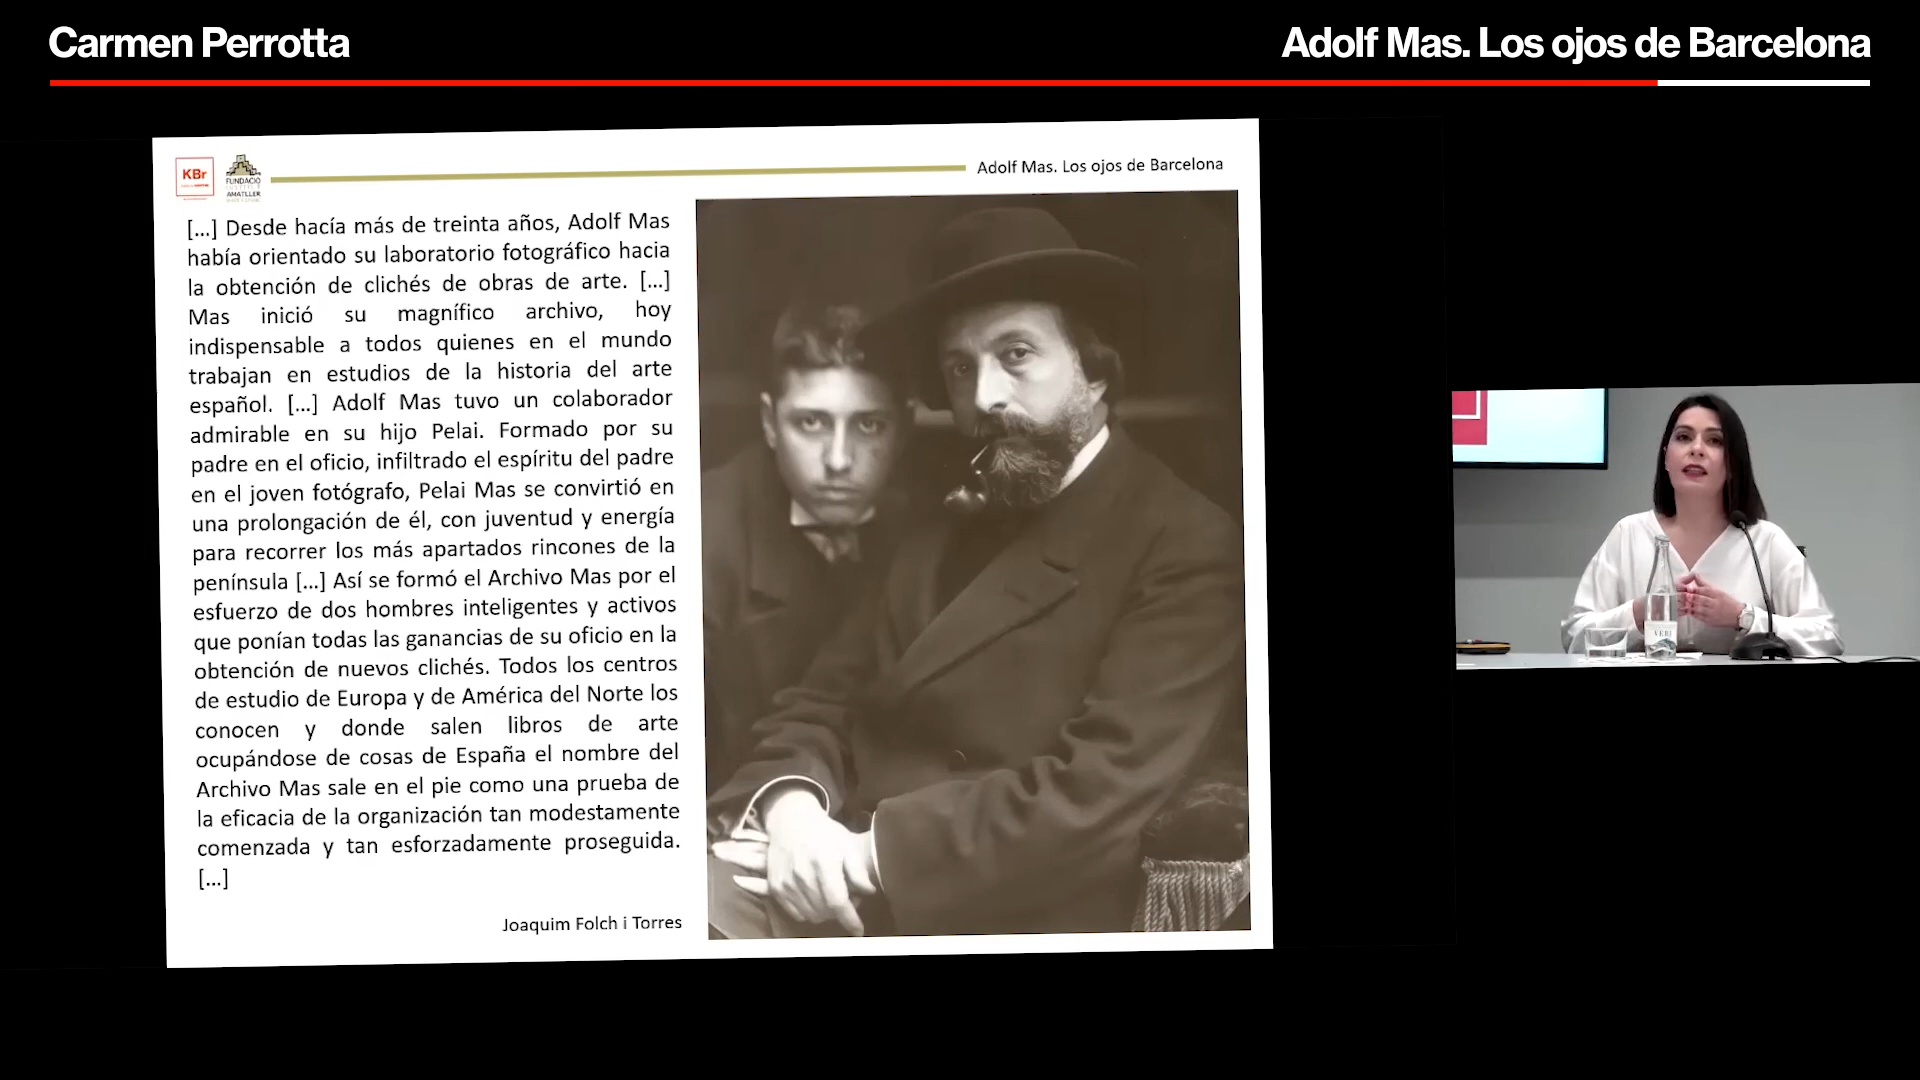 Carmen Perrotta
Adolf Mas. Los ojos de Barcelona
KBr
FUNDACIÓ
AMATLLER
Adolf Mas. Los ojos de Barcelona
[...] Desde hacía más de treinta años, Adolf Mas
había orientado su laboratorio fotográfico hacia
la obtención de clichés de obras de arte. [...]
Mas inició su magnífico archivo, hoy
indispensable a todos quienes en el mundo
trabajan en estudios de la historia del arte
español. [...] Adolf Mas tuvo un colaborador
admirable en su hijo Pelai. Formado por su
padre en el oficio, infiltrado el espíritu del padre
en el joven fotógrafo, Pelai Mas se convirtió en
una prolongación de él, con juventud y energía
para recorrer los más apartados rincones de la
península [...] Así se formó el Archivo Mas por el
esfuerzo de dos hombres inteligentes y activos
que ponían todas las ganancias de su oficio en la
obtención de nuevos clichés. Todos los centros
de estudio de Europa y de América del Norte los
conocen y donde salen libros de arte
ocupándose de cosas de España el nombre del
Archivo Mas sale en el pie como una prueba de
la eficacia de la organización tan modestamente
comenzada y tan esforzadamente proseguida.
[...]
Joaquim Folch i Torres
VERI